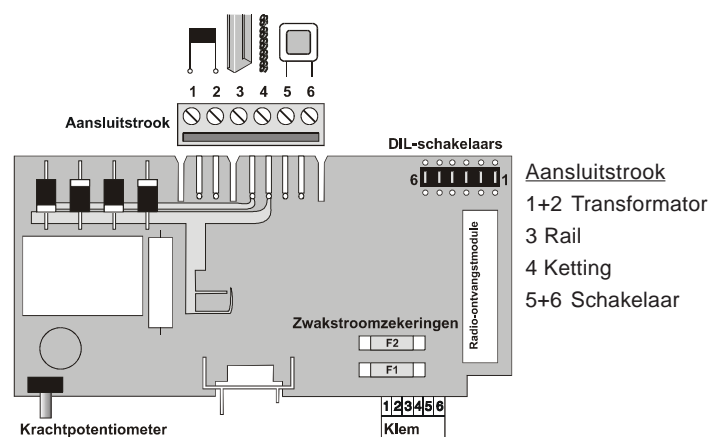 1 2 3 4 5 6
Aansluitstrook
DIL-schakelaars
6 1
Aansluitstrook
1+2 Transformator
3 Rail
4 Ketting
5+6 Schakelaar
Radio-ontvangstmodule
Zwakstroomzekeringen
F2
F1
1 2 3 4 5 6
Klem
Krachtpotentiometer